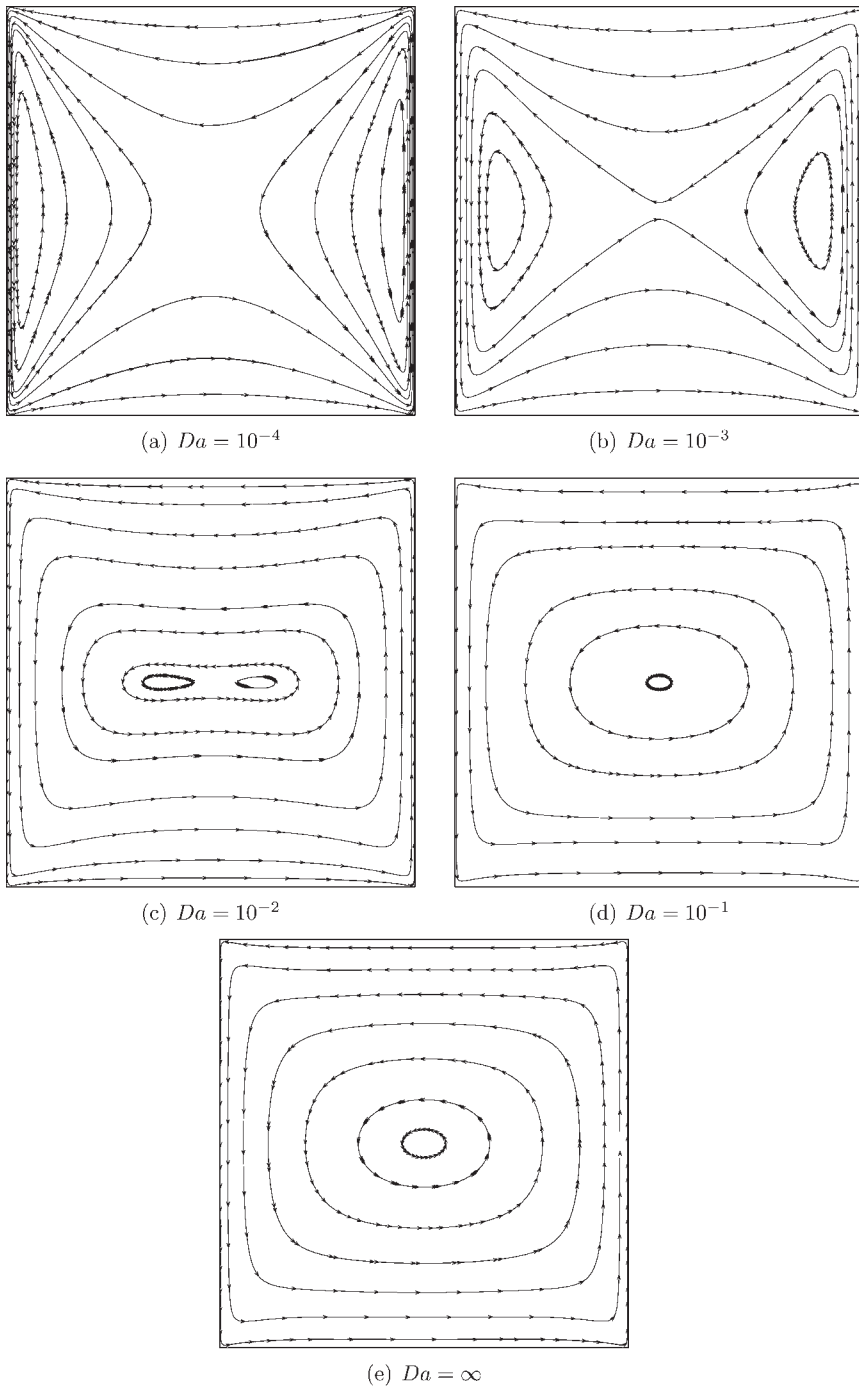 (a) Da = 10⁻⁴
(b) Da = 10⁻³
(c) Da = 10⁻²
(d) Da = 10⁻¹
(e) Da = ∞